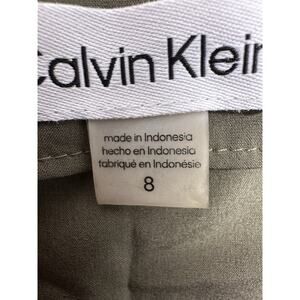 Calvin Klein
made in Indonesia
hecho en Indonesia
fabriqué en Indonésie
8